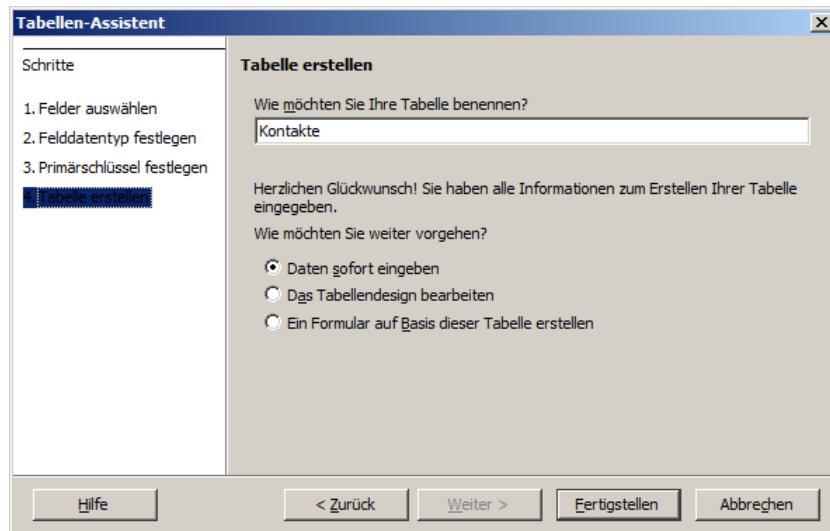 Tabellen-Assistent
Schritte
1. Felder auswählen
2. Felddatentyp festlegen
3. Primärschlüssel festlegen
4. Tabelle erstellen
Tabelle erstellen
Wie möchten Sie Ihre Tabelle benennen?
Kontakte
Herzlichen Glückwunsch! Sie haben alle Informationen zum Erstellen Ihrer Tabelle
eingegeben.
Wie möchten Sie weiter vorgehen?
Daten sofort eingeben
Das Tabellendesign bearbeiten
Ein Formular auf Basis dieser Tabelle erstellen
Hilfe
< Zurück
Weiter >
Fertigstellen
Abbrechen